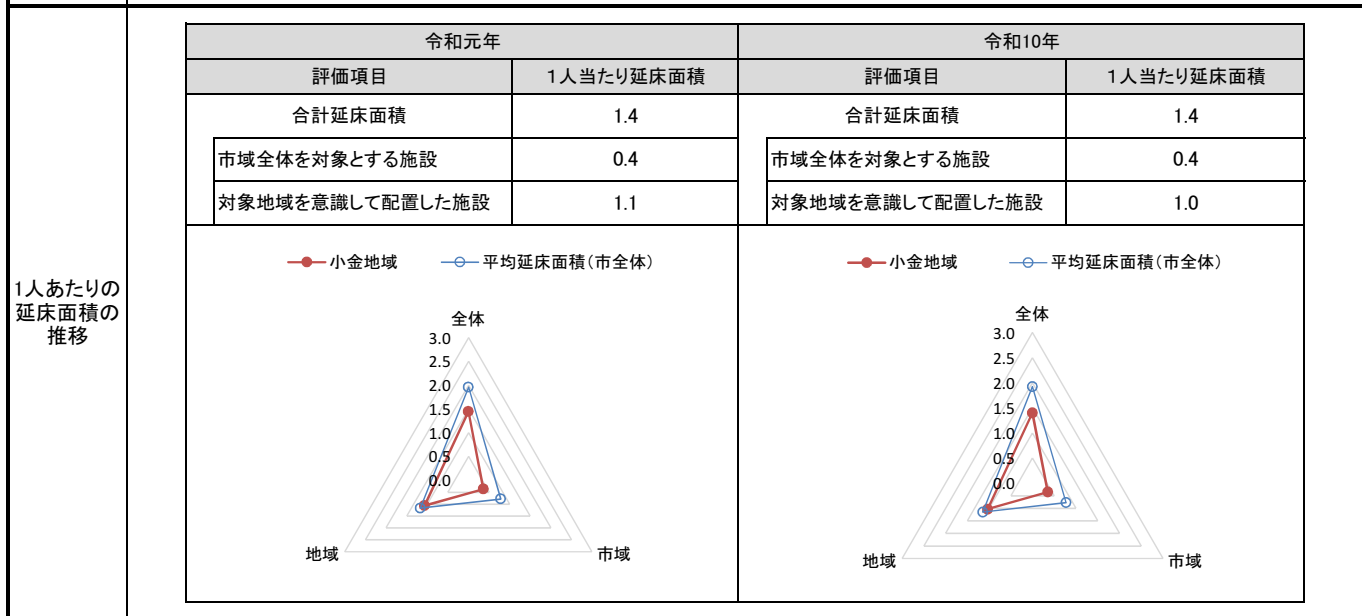 令和元年
令和10年
評価項目
1人当たり延床面積
評価項目
1人当たり延床面積
合計延床面積
1.4
合計延床面積
1.4
市域全体を対象とする施設
0.4
市域全体を対象とする施設
0.4
対象地域を意識して配置した施設
1.1
対象地域を意識して配置した施設
1.0
1人あたりの
延床面積の
推移
小金地域
平均延床面積(市全体)
全体
3.0
2.5
2.0
1.5
1.0
0.5
0.0
地域
市域
小金地域
平均延床面積(市全体)
全体
3.0
2.5
2.0
1.5
1.0
0.5
0.0
地域
市域